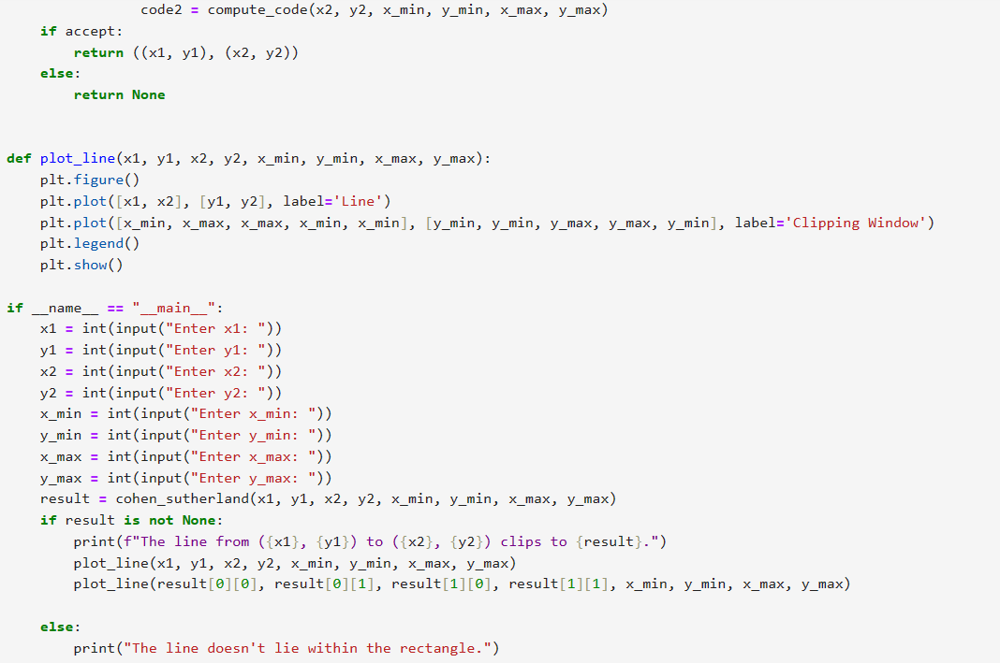 code2 = compute_code(x2, y2, x_min, y_min, x_max, y_max)
    if accept:
        return ((x1, y1), (x2, y2))
    else:
        return None
def plot_line(x1, y1, x2, y2, x_min, y_min, x_max, y_max):
    plt.figure()
    plt.plot([x1, x2], [y1, y2], label='Line')
    plt.plot([x_min, x_max, x_max, x_min, x_min], [y_min, y_min, y_max, y_max, y_min], label='Clipping Window')
    plt.legend()
    plt.show()
if __name__ == "__main__":
    x1 = int(input("Enter x1: "))
    y1 = int(input("Enter y1: "))
    x2 = int(input("Enter x2: "))
    y2 = int(input("Enter y2: "))
    x_min = int(input("Enter x_min: "))
    y_min = int(input("Enter y_min: "))
    x_max = int(input("Enter x_max: "))
    y_max = int(input("Enter y_max: "))
    result = cohen_sutherland(x1, y1, x2, y2, x_min, y_min, x_max, y_max)
    if result is not None:
        print(f"The line from ({x1}, {y1}) to ({x2}, {y2}) clips to {result}.")
        plot_line(x1, y1, x2, y2, x_min, y_min, x_max, y_max)
        plot_line(result[0][0], result[0][1], result[1][0], result[1][1], x_min, y_min, x_max, y_max)
    else:
        print("The line doesn't lie within the rectangle.")